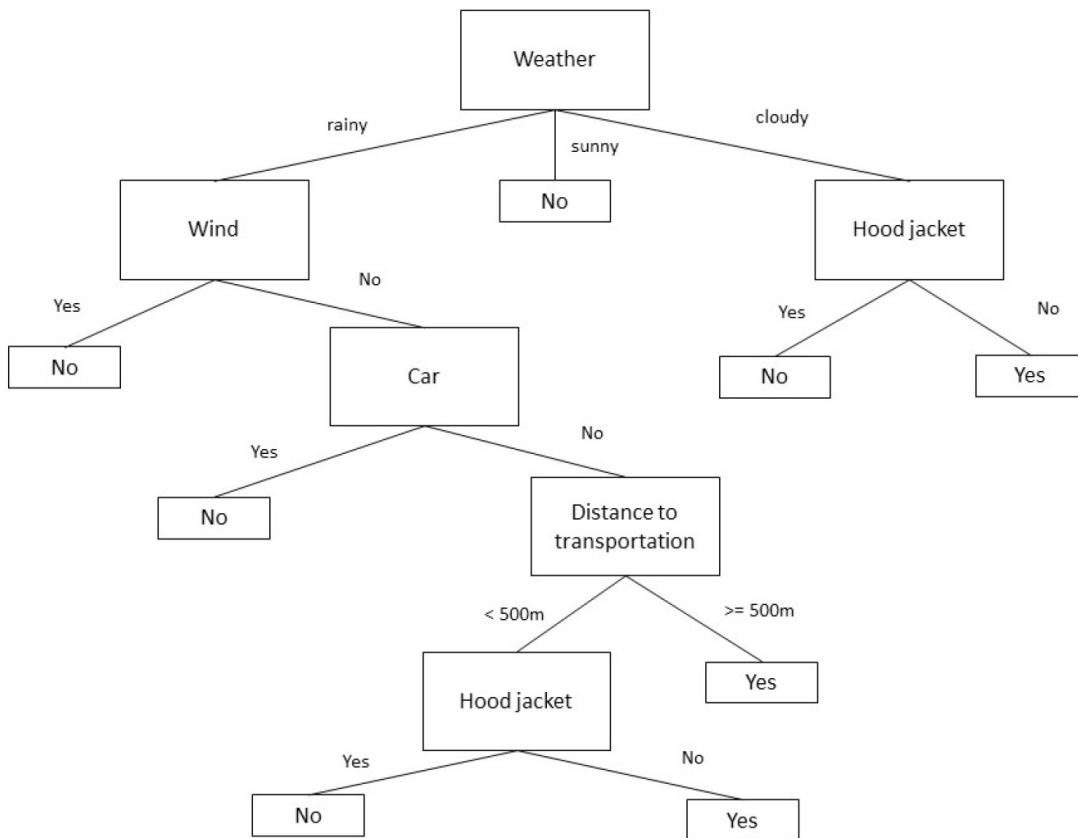 Weather
rainy
cloudy
sunny
Wind
No
Hood jacket
Yes
No
Yes
No
No
Car
No
Yes
Yes
No
No
Distance to
transportation
< 500m
>= 500m
Hood jacket
Yes
Yes
No
No
Yes